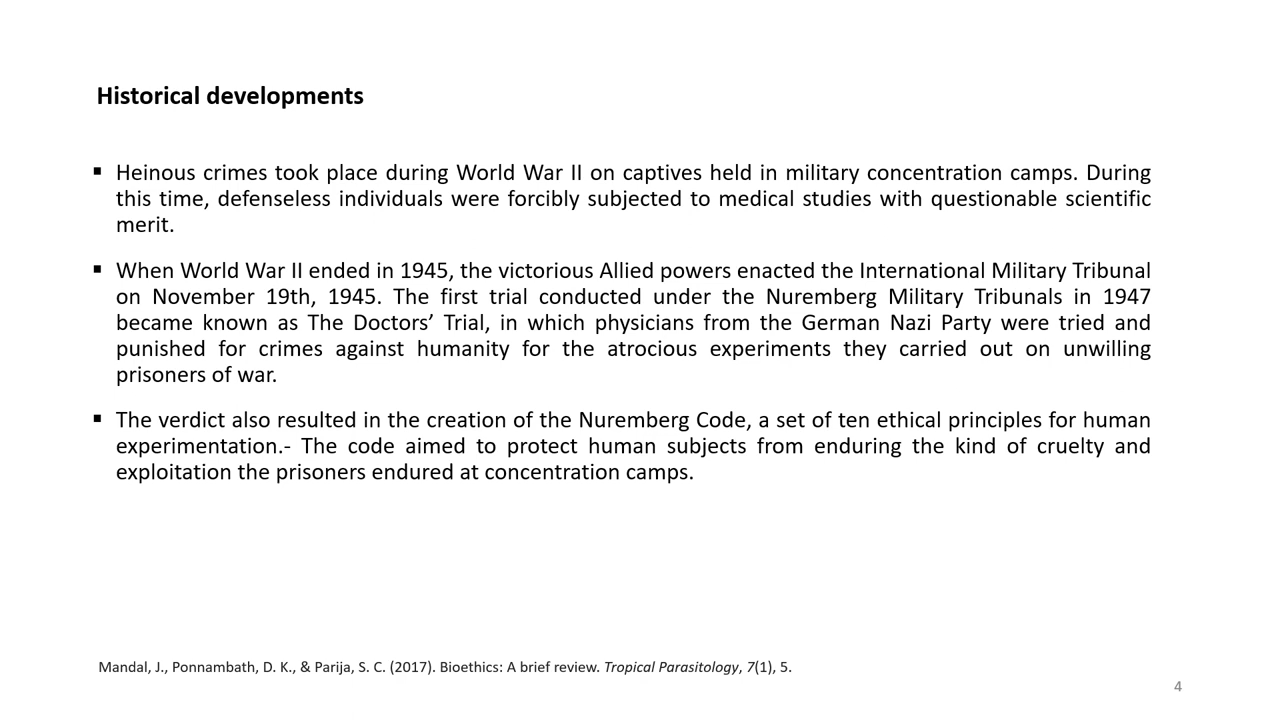 Historical developments
▪ Heinous crimes took place during World War II on captives held in military concentration camps. During
this time, defenseless individuals were forcibly subjected to medical studies with questionable scientific
merit.
▪ When World War II ended in 1945, the victorious Allied powers enacted the International Military Tribunal
on November 19th, 1945. The first trial conducted under the Nuremberg Military Tribunals in 1947
became known as The Doctors’ Trial, in which physicians from the German Nazi Party were tried and
punished for crimes against humanity for the atrocious experiments they carried out on unwilling
prisoners of war.
▪ The verdict also resulted in the creation of the Nuremberg Code, a set of ten ethical principles for human
experimentation.- The code aimed to protect human subjects from enduring the kind of cruelty and
exploitation the prisoners endured at concentration camps.
Mandal, J., Ponnambath, D. K., & Parija, S. C. (2017). Bioethics: A brief review. Tropical Parasitology, 7(1), 5.
4